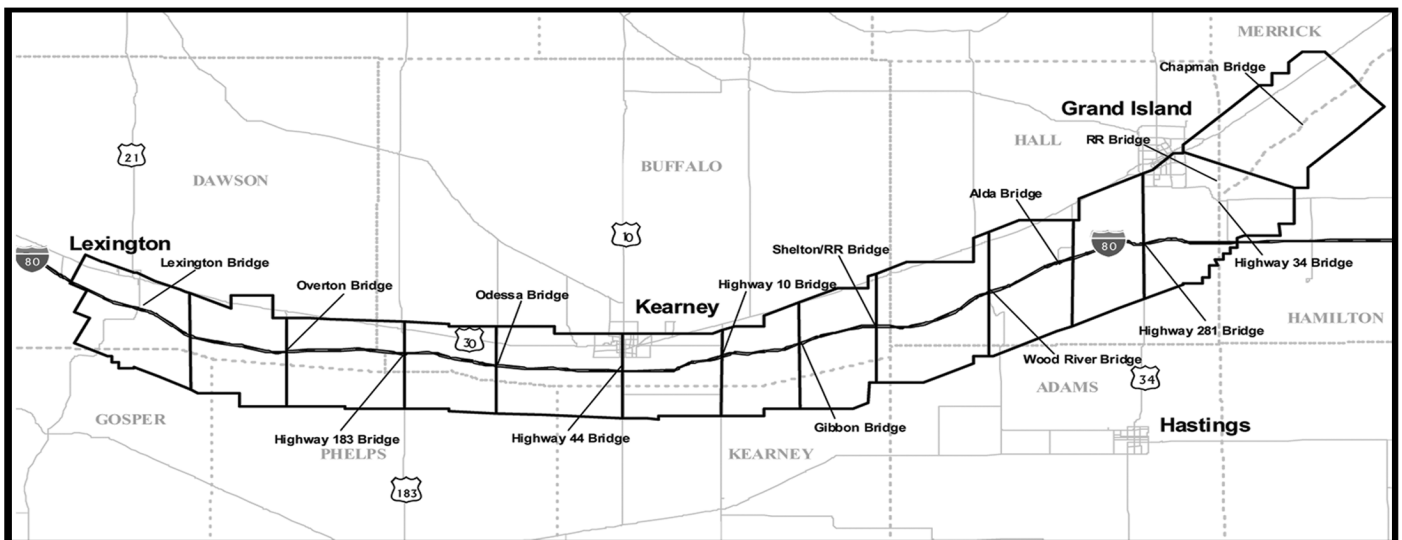 MERRICK
Chapman Bridge
Grand Island
HALL
RR Bridge
21
BUFFALO
DAWSON
Alda Bridge
10
Lexington
80
Lexington Bridge
Shelton/RR Bridge
80
Highway 34 Bridge
Overton Bridge
Odessa Bridge
Highway 10 Bridge
Kearney
HAMILTON
30
Highway 281 Bridge
Wood River Bridge
34
ADAMS
GOSPER
Hastings
Highway 183 Bridge
Highway 44 Bridge
Gibbon Bridge
PHELPS
KEARNEY
183